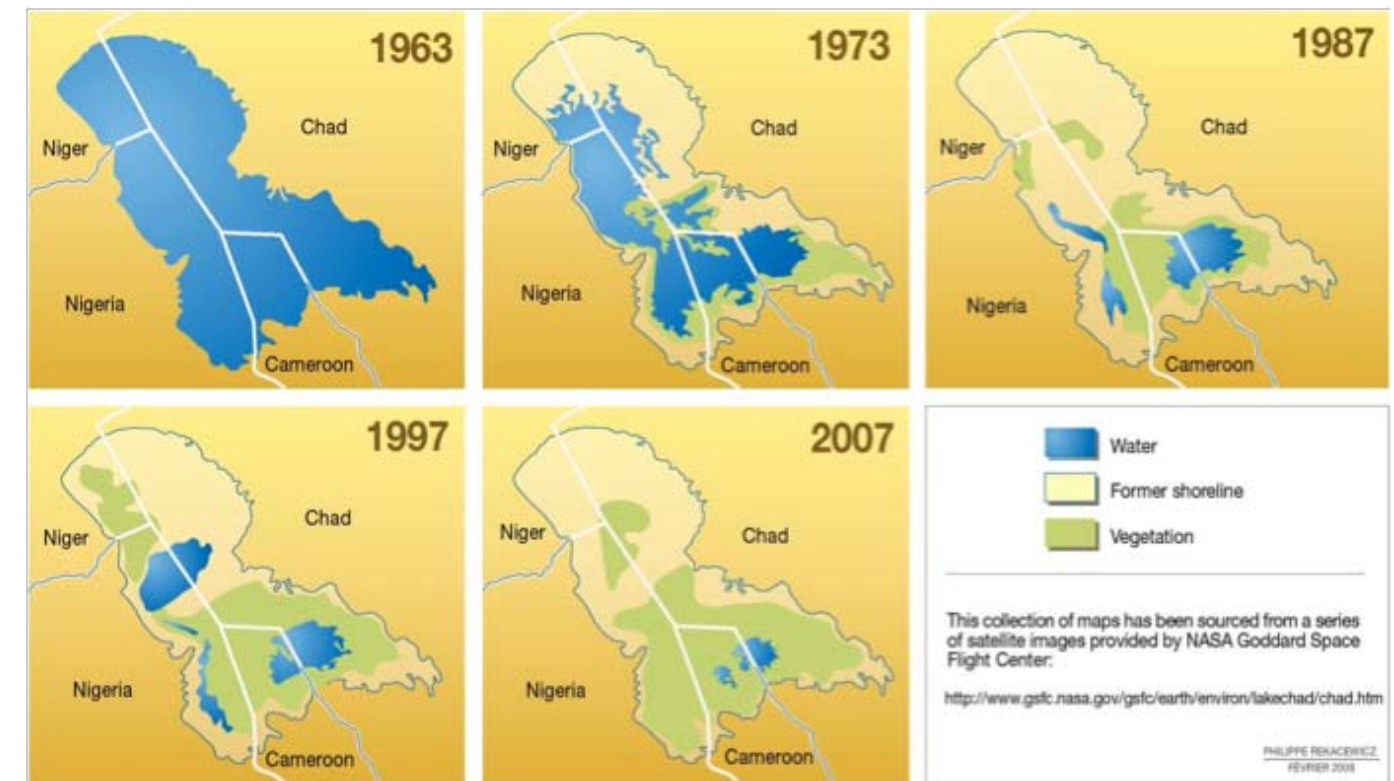 1963
Chad
Niger
Nigeria
Cameroon
1973
Chad
Niger
Nigeria
Cameroon
1987
Chad
Niger
Nigeria
Cameroon
1997
Chad
Niger
Nigeria
Cameroon
2007
Chad
Niger
Nigeria
Cameroon
Water
Former shoreline
Vegetation
This collection of maps has been sourced from a series
of satellite images provided by NASA Goddard Space
Flight Center:
http://www.gsfc.nasa.gov/gsfc/earth/environ/lakechad/chad.htm
PHILIPPE REKACEWICZ
FÉVRIER 2008